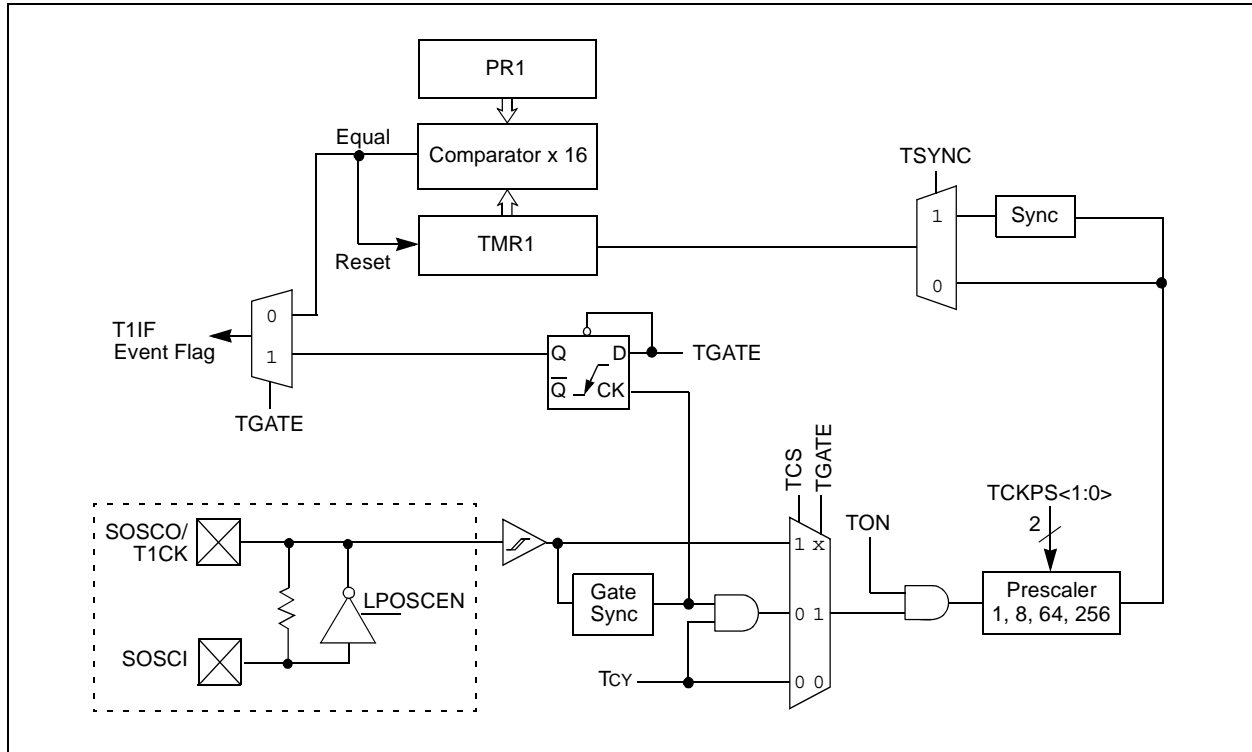 PR1
Equal
Comparator x 16
TSYNC
1
Sync
Reset
TMR1
0
0
T1IF
Event Flag
1
Q
D
TGATE
Q
CK
TGATE
TCS
TGATE
TCKPS<1:0>
2
TON
SOSCO/
T1CK
1 x
LPOSCEN
Gate
Sync
0 1
Prescaler
1, 8, 64, 256
SOSCI
TCY
0 0